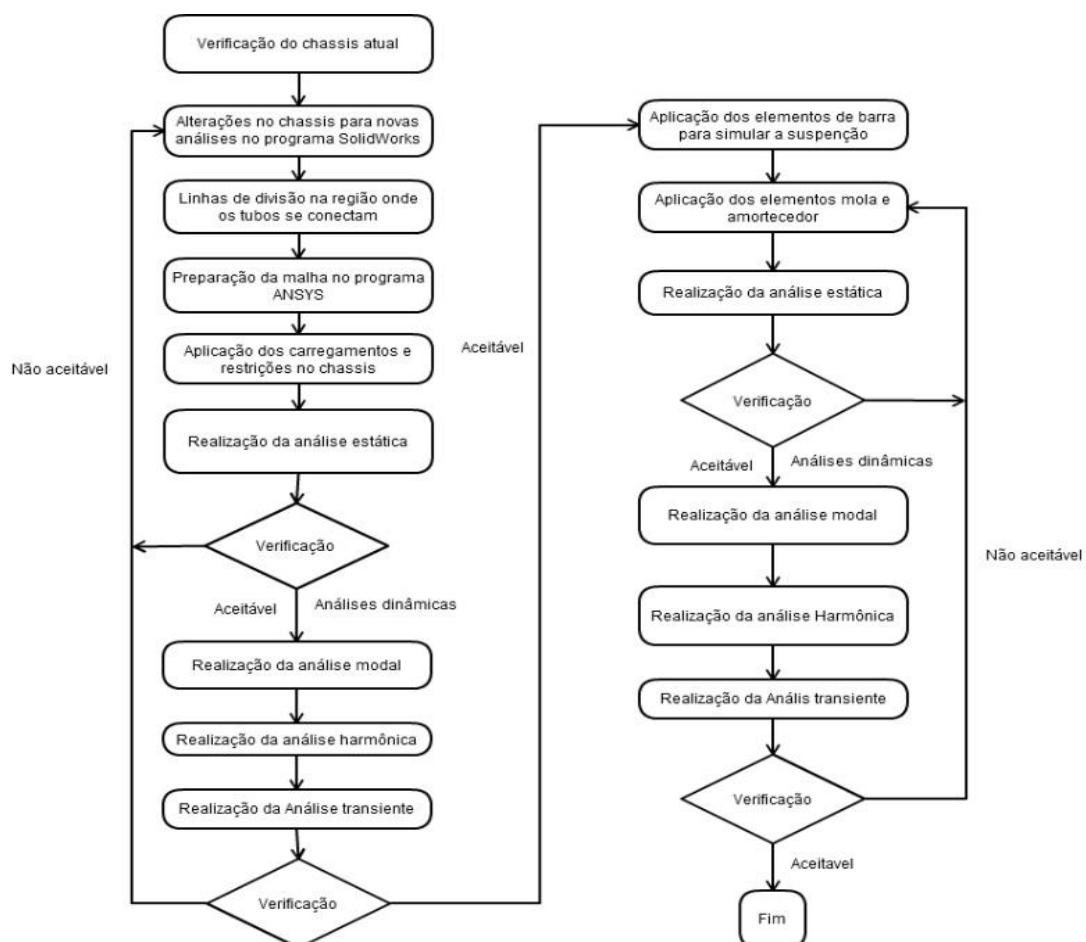 Verificação do chassis atual
Alterações no chassis para novas
análises no programa SolidWorks
Linhas de divisão na região onde
os tubos se conectam
Preparação da malha no programa
ANSYS
Aplicação dos carregamentos e
restrições no chassis
Não aceitável
Realização da análise estática
Verificação
Aceitável
Análises dinâmicas
Realização da análise modal
Realização da análise harmônica
Realização da Análise transiente
Verificação
Aceitável
Aplicação dos elementos de barra
para simular a suspenção
Aplicação dos elementos mola e
amortecedor
Realização da análise estática
Verificação
Aceitável
Análises dinâmicas
Realização da análise modal
Não aceitável
Realização da análise Harmônica
Realização da Anális transiente
Verificação
Aceitavel
Fim